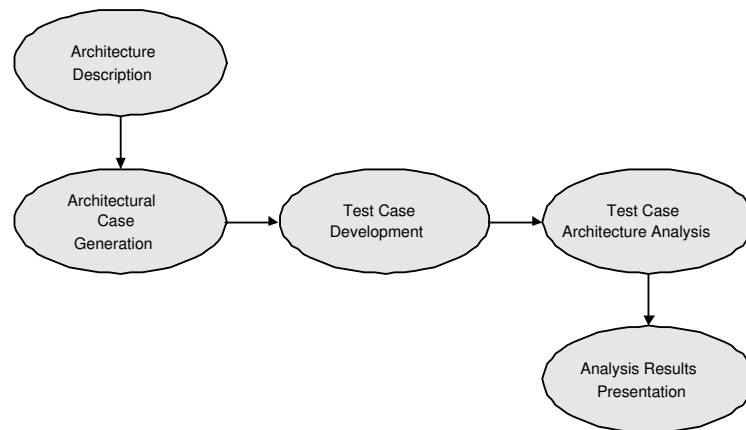 Architecture
Description
Architectural
Case
Generation
Test Case
Development
Test Case
Architecture Analysis
Analysis Results
Presentation